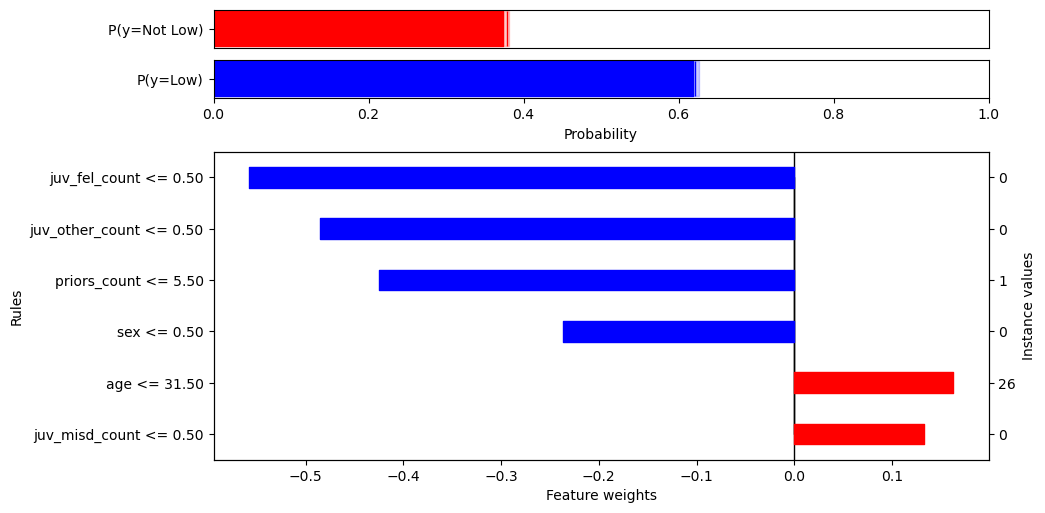 P(y=Not Low)
P(y=Low)
0.0 0.2 0.4 0.6 0.8 1.0
Probability
juv_fel_count <= 0.50 0
juv_other_count <= 0.50 0
priors_count <= 5.50 1
sex <= 0.50 0
age <= 31.50 26
juv_misd_count <= 0.50 0
Rules
Instance values
−0.5 −0.4 −0.3 −0.2 −0.1 0.0 0.1
Feature weights